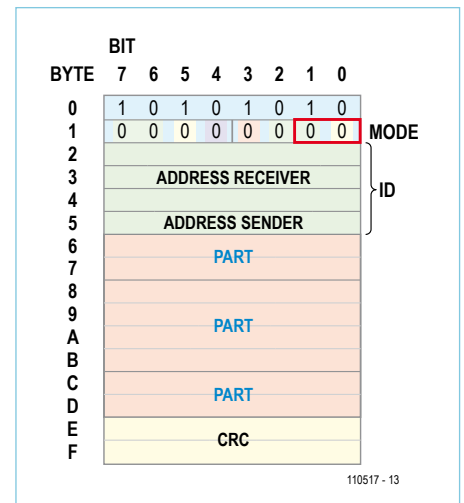 BIT
BYTE 7 6 5 4 3 2 1 0
0 1 0 1 0 1 0 1 0
1 0 0 0 0 0 0 0 0 MODE
2
3 ADDRESS RECEIVER ID
4
5 ADDRESS SENDER
6
PART
7
8
9
PART
A
B
C
PART
D
E
CRC
F
110517 - 13